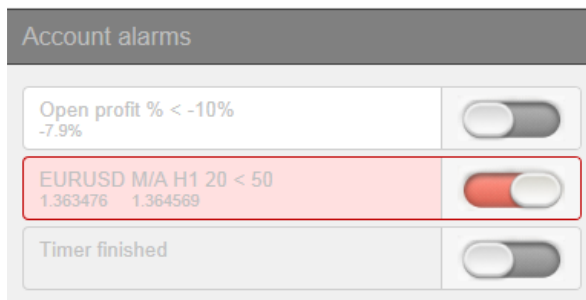 Account alarms
Open profit % < -10%
-7.9%
EURUSD M/A H1 20 < 50
1.363476 1.364569
Timer finished